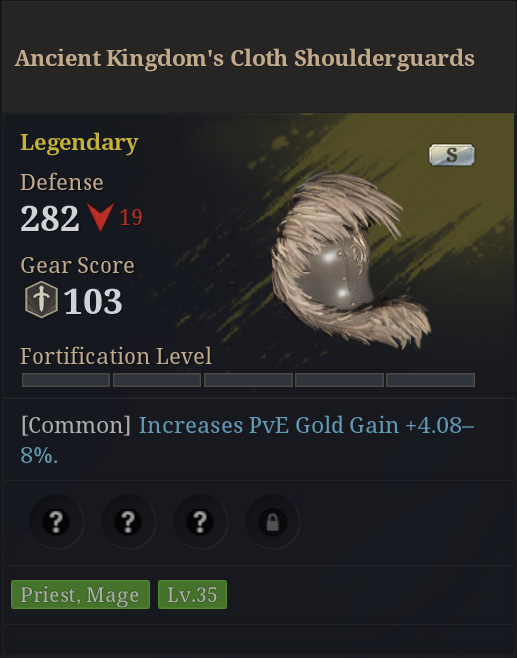 Ancient Kingdom's Cloth Shoulderguards
Legendary
S
Defense
282 19
Gear Score
103
Fortification Level
[Common] Increases PvE Gold Gain +4.08–
8%.
? ? ?
Priest, Mage Lv.35